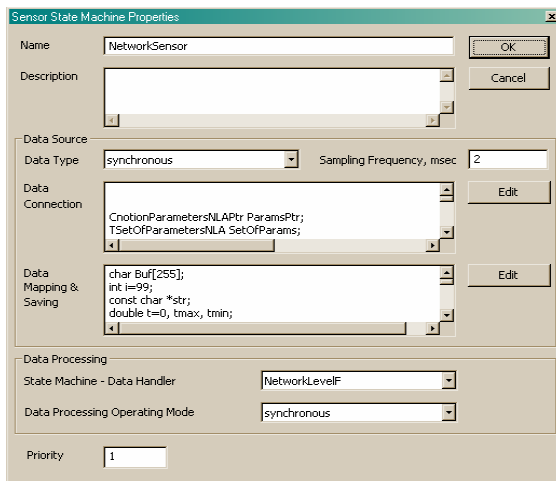 Sensor State Machine Properties
Name NetworkSensor OK
Description Cancel
Data Source
Data Type synchronous Sampling Frequency, msec 2
Data Connection Edit
CnotionParametersNLAPtr ParamsPtr;
TSetOfParametersNLA SetOfParams;
Data Mapping & Saving Edit
char Buf[255];
int i=99;
const char *str;
double t=0, tmax, tmin;
Data Processing
State Machine - Data Handler NetworkLevelF
Data Processing Operating Mode synchronous
Priority 1